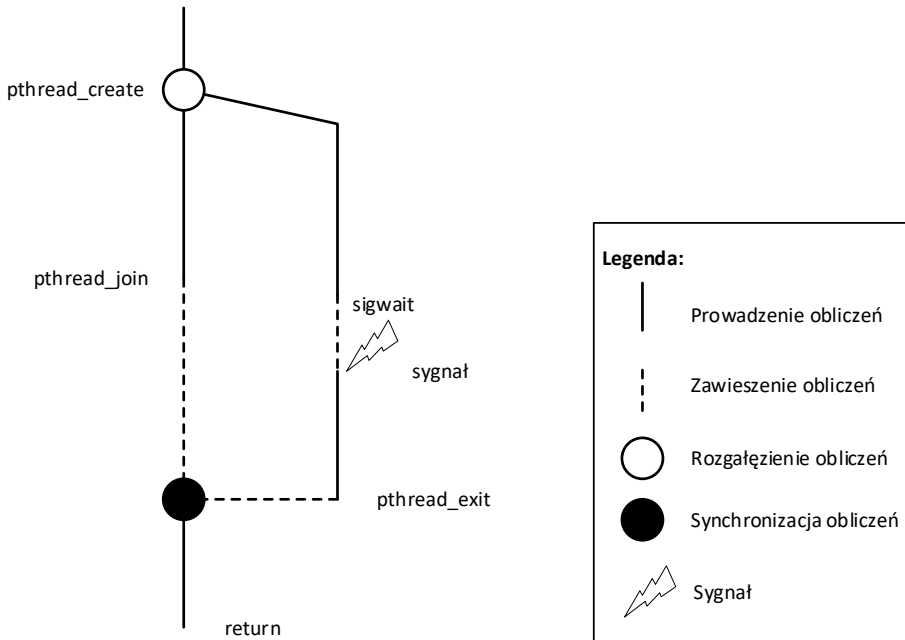 pthread_create
pthread_join
sigwait
sygnał
pthread_exit
return
Legenda:
Prowadzenie obliczeń
Zawieszenie obliczeń
Rozgałęzienie obliczeń
Synchronizacja obliczeń
Sygnał